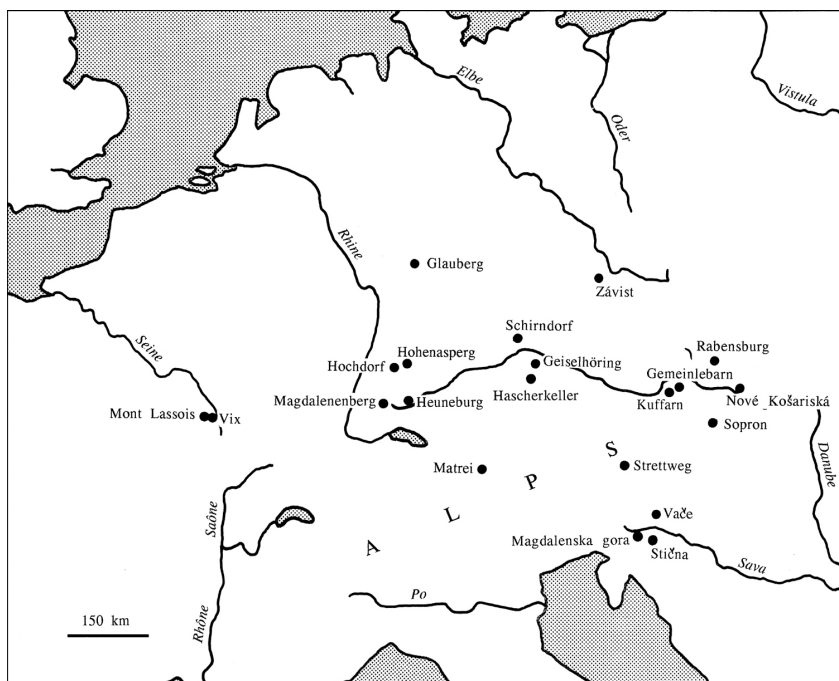 Elbe
Vistula
Oder
Rhine
Glauberg
Závist
Seine
Schirndorf
Hohenasperg
Rabensburg
Hochdorf
Geiselhöring
Gemeinlebarn
Hascherkeller
Magdalenenberg
Heuneburg
Kuffarn
Nové Košariská
Mont Lassois
Vix
Sopron
Danube
Matrei
Strettweg
A L P S
Saône
Vače
Magdalenska gora
Stična
Sava
Po
150 km
Rhône